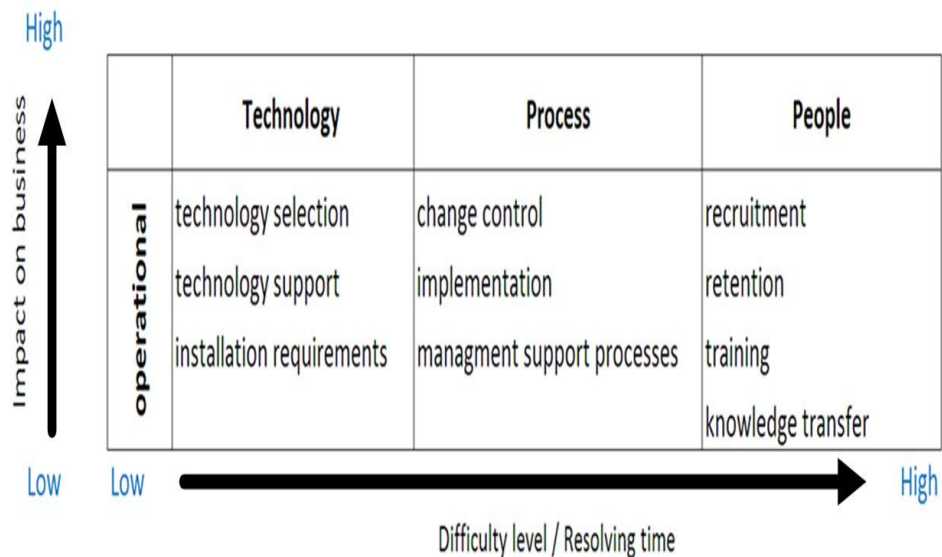 High
Impact on business
Technology Process People
operational
technology selection change control recruitment
technology support implementation retention
installation requirements managment support processes training
knowledge transfer
Low Low High
Difficulty level / Resolving time